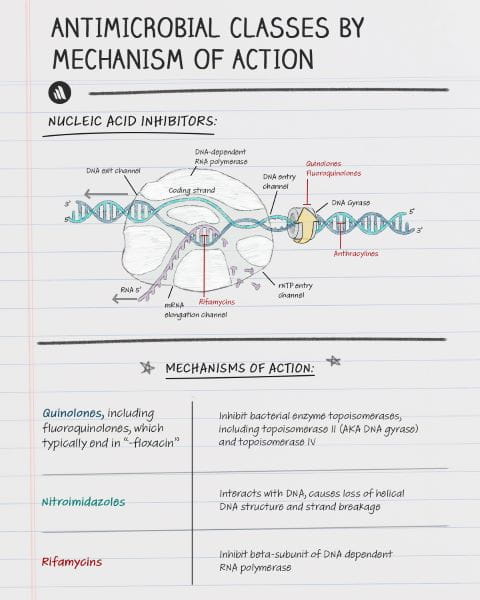 ANTIMICROBIAL CLASSES BY
MECHANISM OF ACTION
NUCLEIC ACID INHIBITORS:
DNA-dependent
RNA polymerase
DNA exit channel
Coding strand
DNA entry
channel
Quinolones
Fluoroquinolones
DNA Gyrase
3'
5'
5'
3'
Anthracylines
RNA 5'
mRNA
elongation channel
Rifamycins
rNTP entry
channel
MECHANISMS OF ACTION:
Quinolones, including
fluoroquinolones, which
typically end in "-floxacin"
Inhibit bacterial enzyme topoisomerases,
including topoisomerase II (AKA DNA gyrase)
and topoisomerase IV
Nitroimidazoles
Interacts with DNA, causes loss of helical
DNA structure and strand breakage
Rifamycins
Inhibit beta-subunit of DNA dependent
RNA polymerase